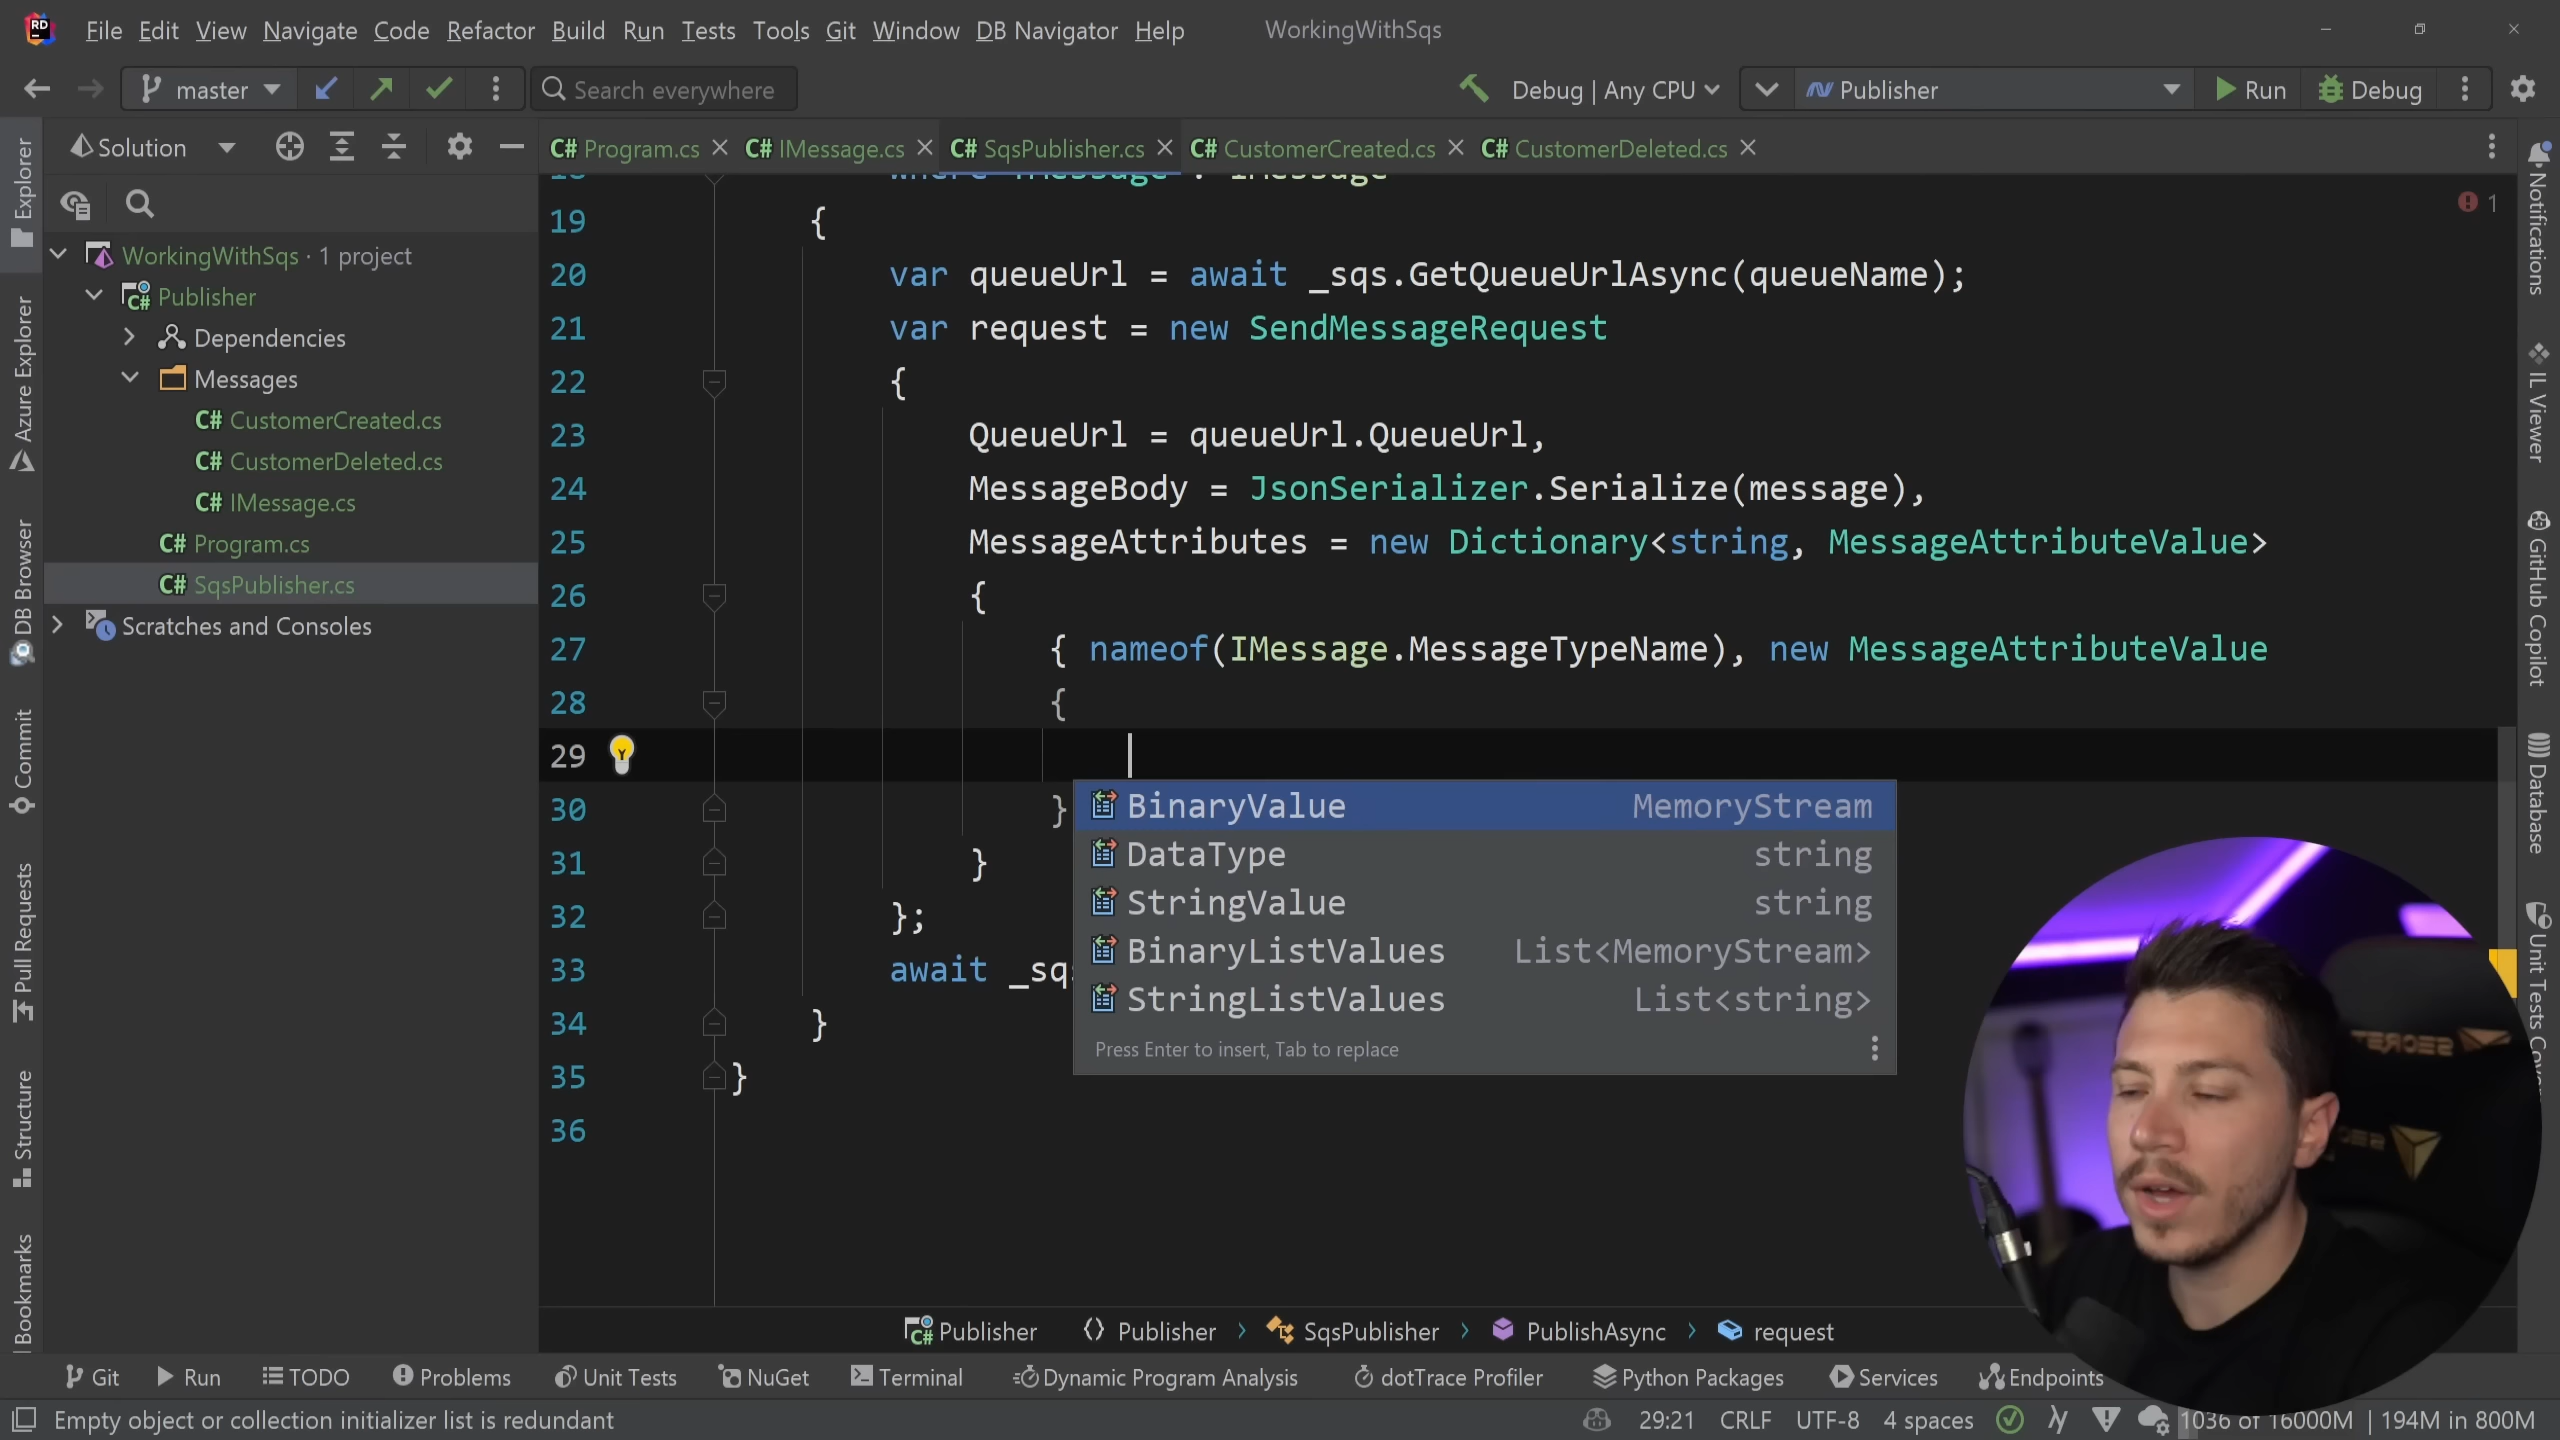 File Edit View Navigate Code Refactor Build Run Tests Tools Git Window DB Navigator Help WorkingWithSqs
master Search everywhere Debug | Any CPU Publisher Run Debug
Solution
C# Program.cs C# IMessage.cs C# SqsPublisher.cs C# CustomerCreated.cs C# CustomerDeleted.cs
WorkingWithSqs · 1 project
Publisher
Dependencies
Messages
C# CustomerCreated.cs
C# CustomerDeleted.cs
C# IMessage.cs
C# Program.cs
C# SqsPublisher.cs
Scratches and Consoles
Explorer
Azure Explorer
DB Browser
Commit
Pull Requests
Structure
Bookmarks
1
19 {
20 var queueUrl = await _sqs.GetQueueUrlAsync(queueName);
21 var request = new SendMessageRequest
22 {
23 QueueUrl = queueUrl.QueueUrl,
24 MessageBody = JsonSerializer.Serialize(message),
25 MessageAttributes = new Dictionary<string, MessageAttributeValue>
26 {
27 { nameof(IMessage.MessageTypeName), new MessageAttributeValue
28 {
29
30 }
31 }
32 };
33 await _sqs
34 }
35 }
36
BinaryValue MemoryStream
DataType string
StringValue string
BinaryListValues List<MemoryStream>
StringListValues List<string>
Press Enter to insert, Tab to replace
Notifications
IL Viewer
GitHub Copilot
Database
Unit Tests
SECRET
Publisher Publisher SqsPublisher PublishAsync request
Git Run TODO Problems Unit Tests NuGet Terminal Dynamic Program Analysis dotTrace Profiler Python Packages Services Endpoints
Empty object or collection initializer list is redundant 29:21 CRLF UTF-8 4 spaces 1036 of 16000M | 194M in 800M